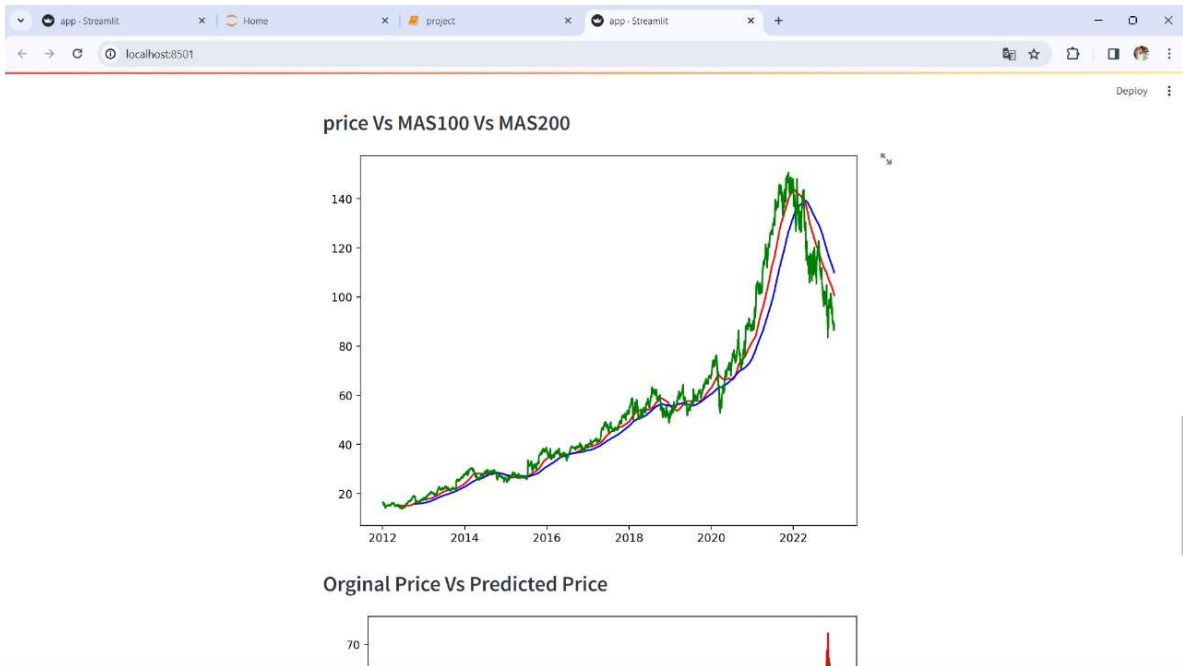 app · Streamlit
Home
project
app · Streamlit
localhost:8501
Deploy
price Vs MAS100 Vs MAS200
140
120
100
80
60
40
20
2012 2014 2016 2018 2020 2022
Orginal Price Vs Predicted Price
70